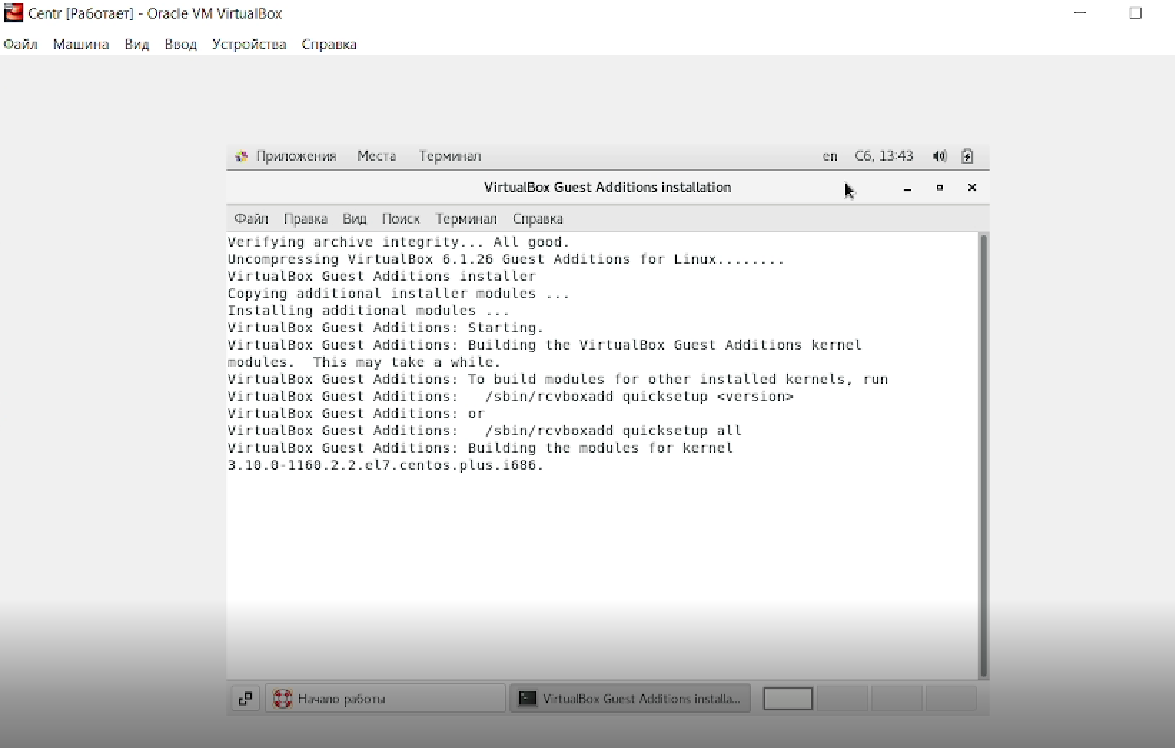 Centr [Работает] - Oracle VM VirtualBox
Файл Машина Вид Ввод Устройства Справка
Приложения Места Терминал en Сб, 13:43
VirtualBox Guest Additions installation
Файл Правка Вид Поиск Терминал Справка
Verifying archive integrity... All good.
Uncompressing VirtualBox 6.1.26 Guest Additions for Linux........
VirtualBox Guest Additions installer
Copying additional installer modules ...
Installing additional modules ...
VirtualBox Guest Additions: Starting.
VirtualBox Guest Additions: Building the VirtualBox Guest Additions kernel
modules.  This may take a while.
VirtualBox Guest Additions: To build modules for other installed kernels, run
VirtualBox Guest Additions:   /sbin/rcvboxadd quicksetup <version>
VirtualBox Guest Additions: or
VirtualBox Guest Additions:   /sbin/rcvboxadd quicksetup all
VirtualBox Guest Additions: Building the modules for kernel
3.10.0-1160.2.2.el7.centos.plus.i686.
Начало работы VirtualBox Guest Additions installa...